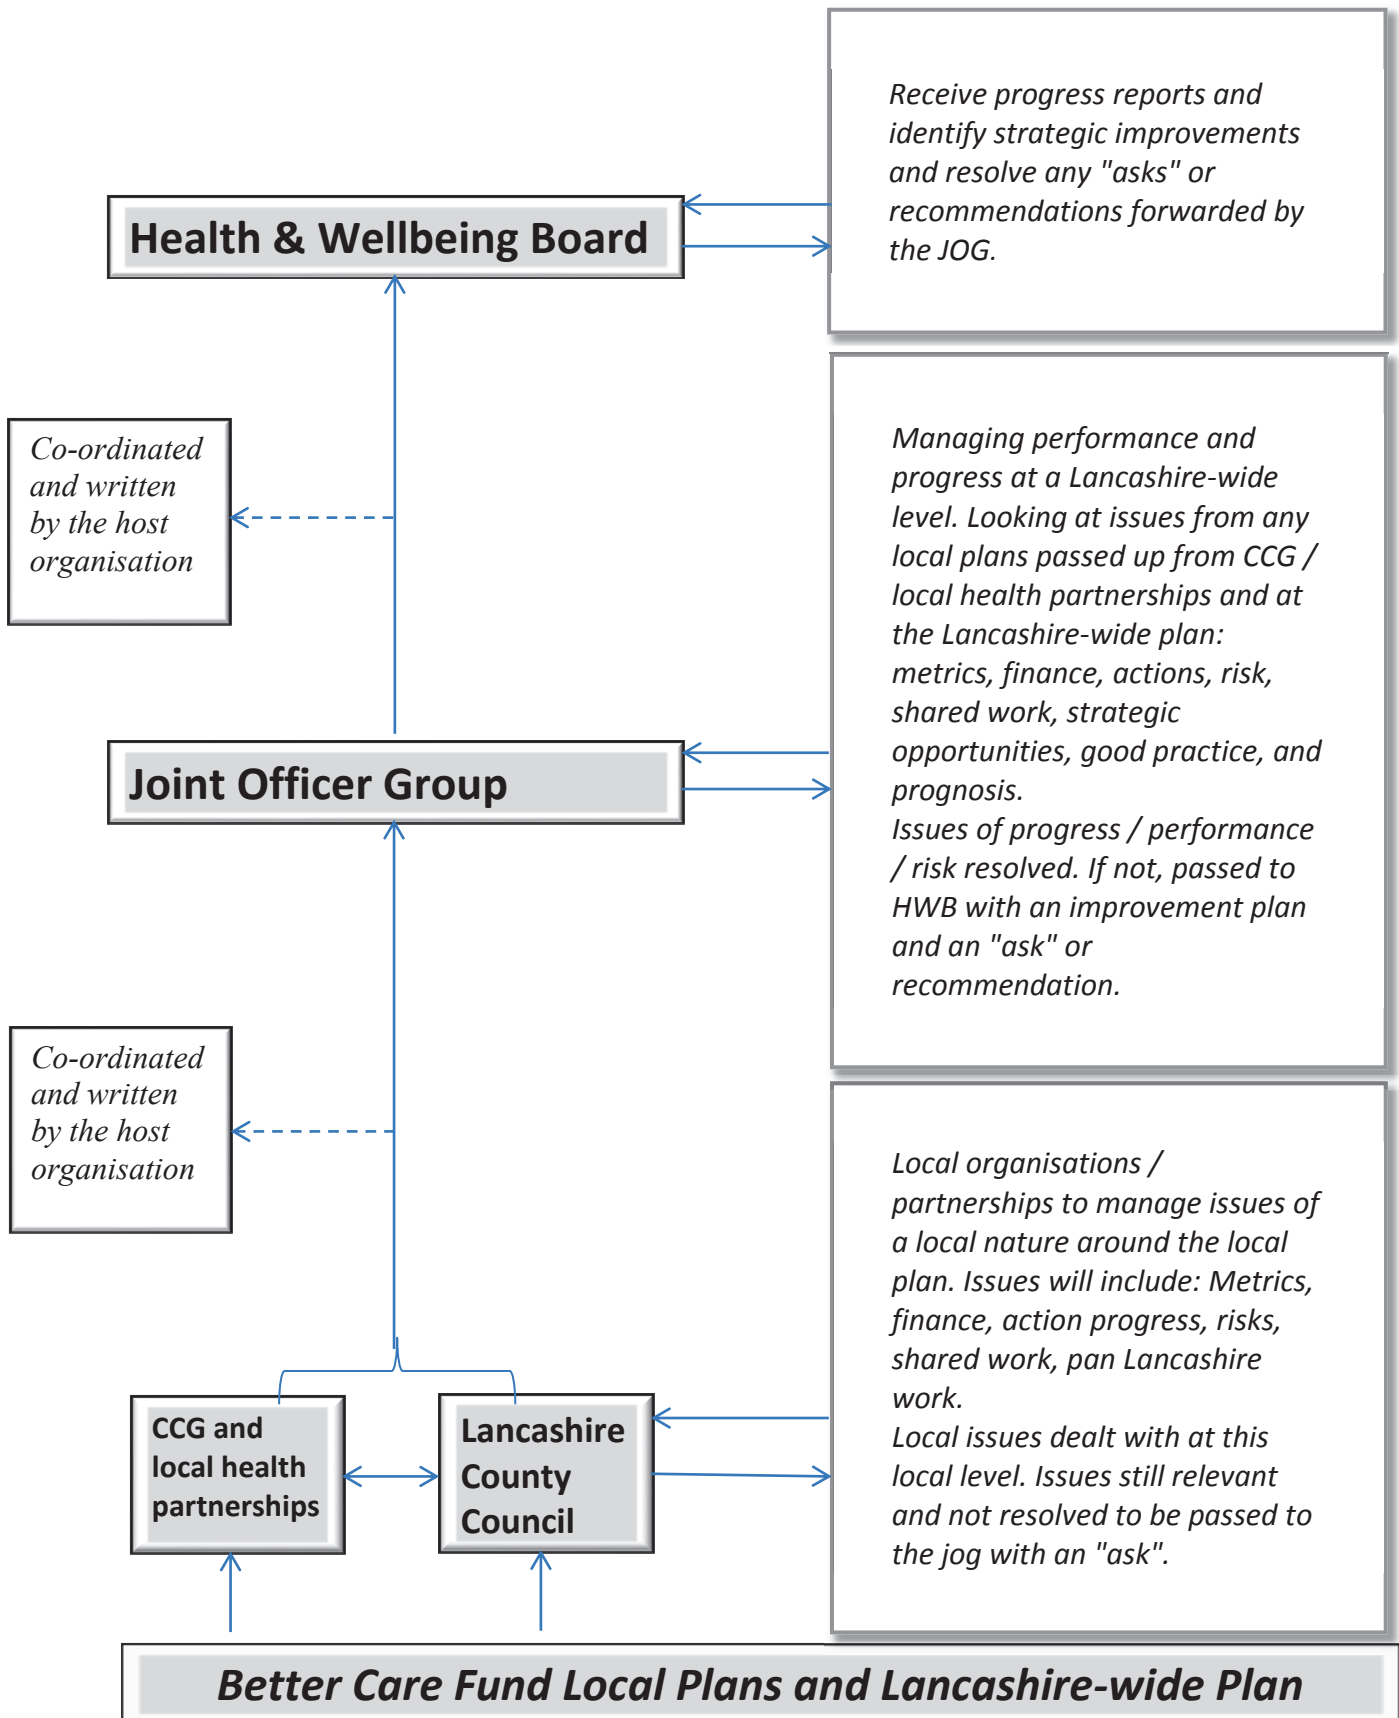 Receive progress reports and
identify strategic improvements
and resolve any "asks" or
recommendations forwarded by
the JOG.
Health & Wellbeing Board
Co-ordinated
and written
by the host
organisation
Managing performance and
progress at a Lancashire-wide
level. Looking at issues from any
local plans passed up from CCG /
local health partnerships and at
the Lancashire-wide plan:
metrics, finance, actions, risk,
shared work, strategic
opportunities, good practice, and
prognosis.
Issues of progress / performance
/ risk resolved. If not, passed to
HWB with an improvement plan
and an "ask" or
recommendation.
Joint Officer Group
Co-ordinated
and written
by the host
organisation
Local organisations /
partnerships to manage issues of
a local nature around the local
plan. Issues will include: Metrics,
finance, action progress, risks,
shared work, pan Lancashire
work.
Local issues dealt with at this
local level. Issues still relevant
and not resolved to be passed to
the jog with an "ask".
CCG and
local health
partnerships
Lancashire
County
Council
Better Care Fund Local Plans and Lancashire-wide Plan